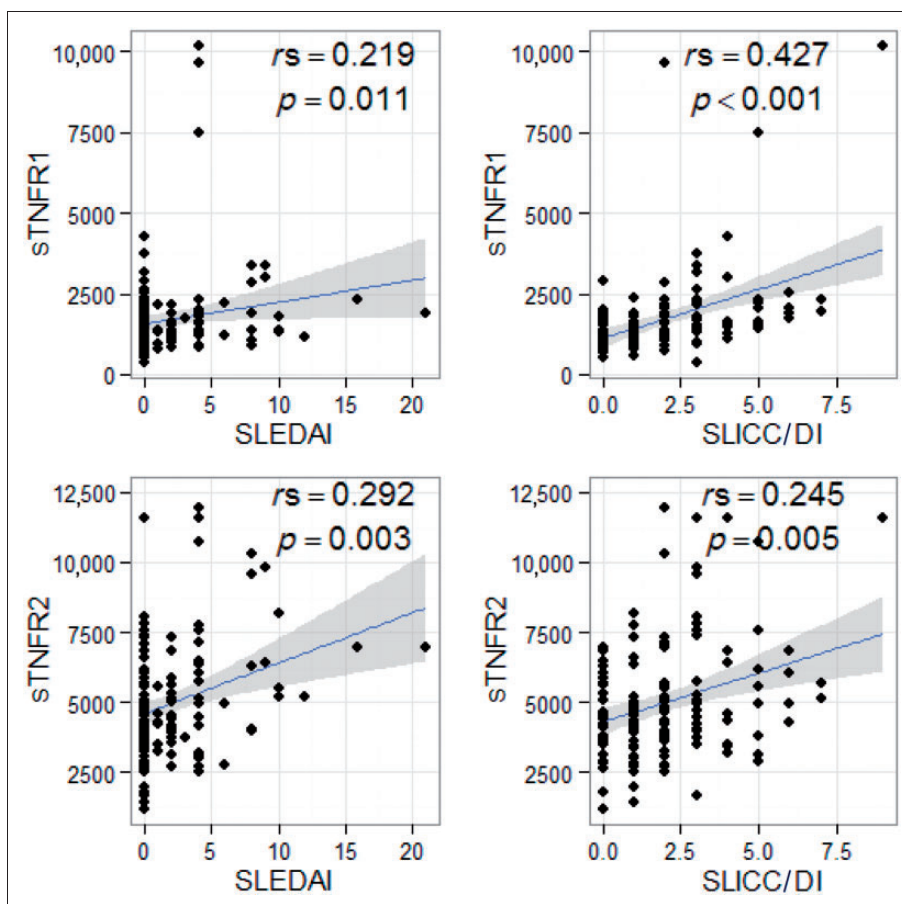 10,000
7500
5000
2500
0
sTNFR1
rs = 0.219
p = 0.011
0 5 10 15 20
SLEDAI
10,000
7500
5000
2500
0
sTNFR1
rs = 0.427
p < 0.001
0.0 2.5 5.0 7.5
SLICC/DI
12,500
10,000
7500
5000
2500
sTNFR2
rs = 0.292
p = 0.003
0 5 10 15 20
SLEDAI
12,500
10,000
7500
5000
2500
sTNFR2
rs = 0.245
p = 0.005
0.0 2.5 5.0 7.5
SLICC/DI